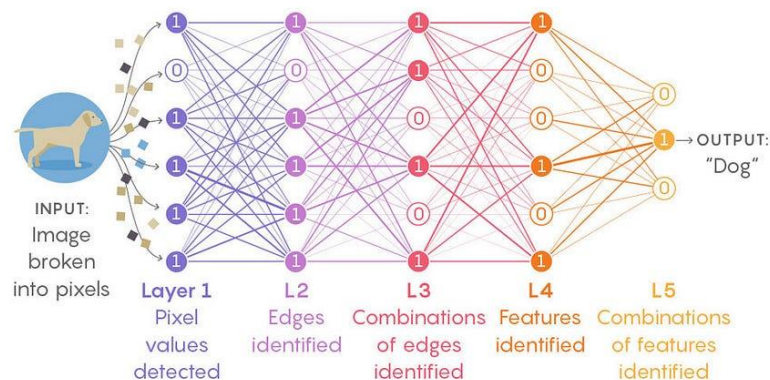 1 1 1 1
0 0 1 0
0
1 1 0 0
1 OUTPUT:
"Dog"
1 1 1 1
0
1 1 0 0
1 1 1 1
INPUT:
Image
broken
into pixels
Layer 1 L2 L3 L4 L5
Pixel Edges Combinations Features Combinations
values identified of edges identified of features
detected identified identified